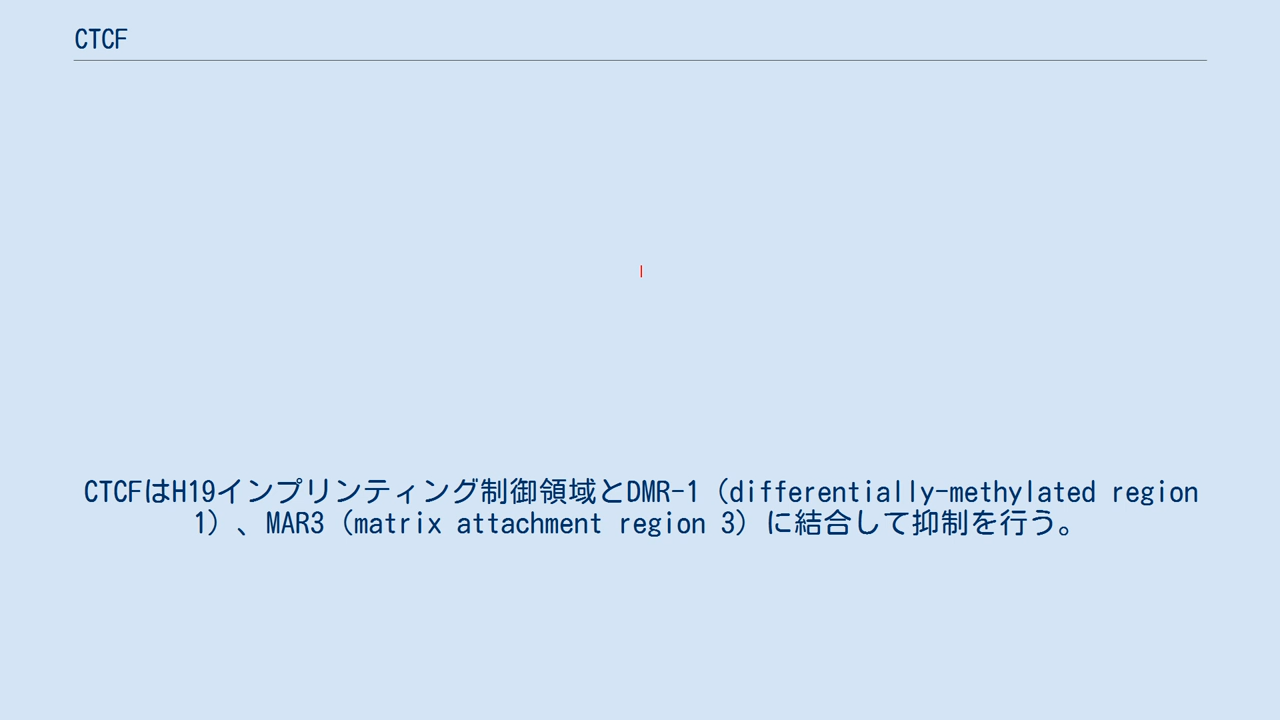 CTCF
CTCFはH19インプリンティング制御領域とDMR-1（differentially-methylated region
1）、MAR3（matrix attachment region 3）に結合して抑制を行う。